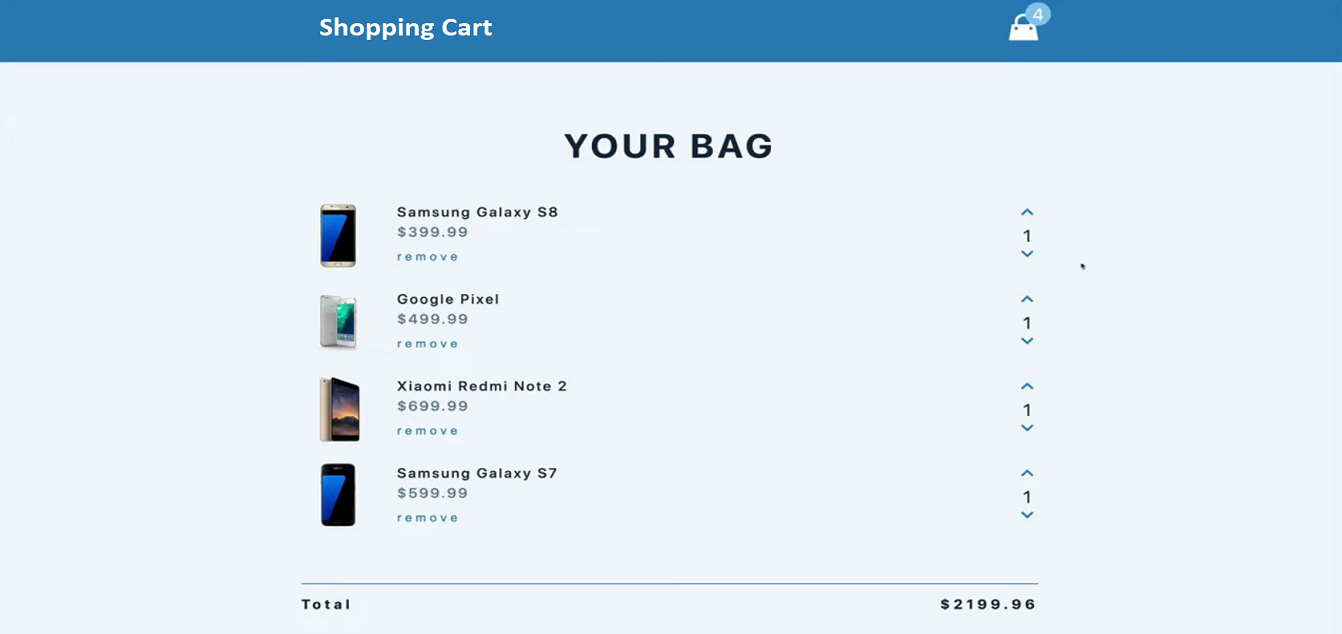 Shopping Cart
4
YOUR BAG
Samsung Galaxy S8
$399.99
1
remove
Google Pixel
$499.99
1
remove
Xiaomi Redmi Note 2
$699.99
1
remove
Samsung Galaxy S7
$599.99
1
remove
Total $2199.96